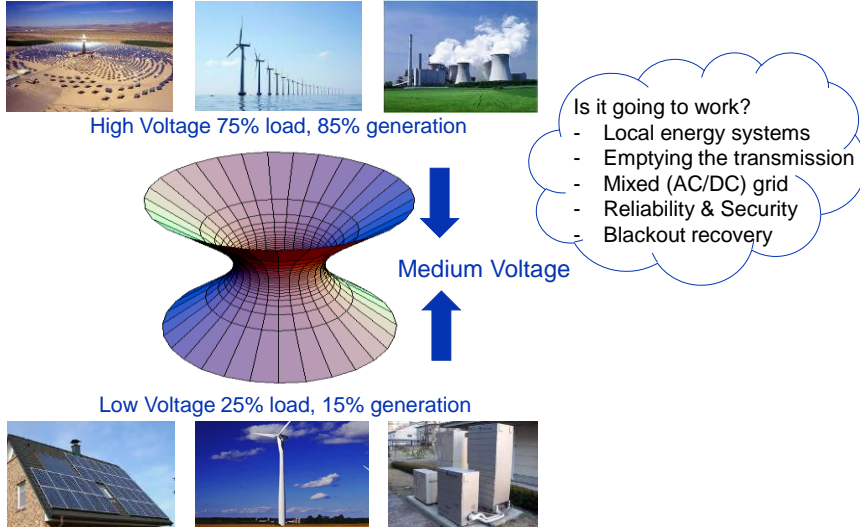 High Voltage 75% load, 85% generation
Is it going to work?
- Local energy systems
- Emptying the transmission
- Mixed (AC/DC) grid
- Reliability & Security
- Blackout recovery
Medium Voltage
Low Voltage 25% load, 15% generation